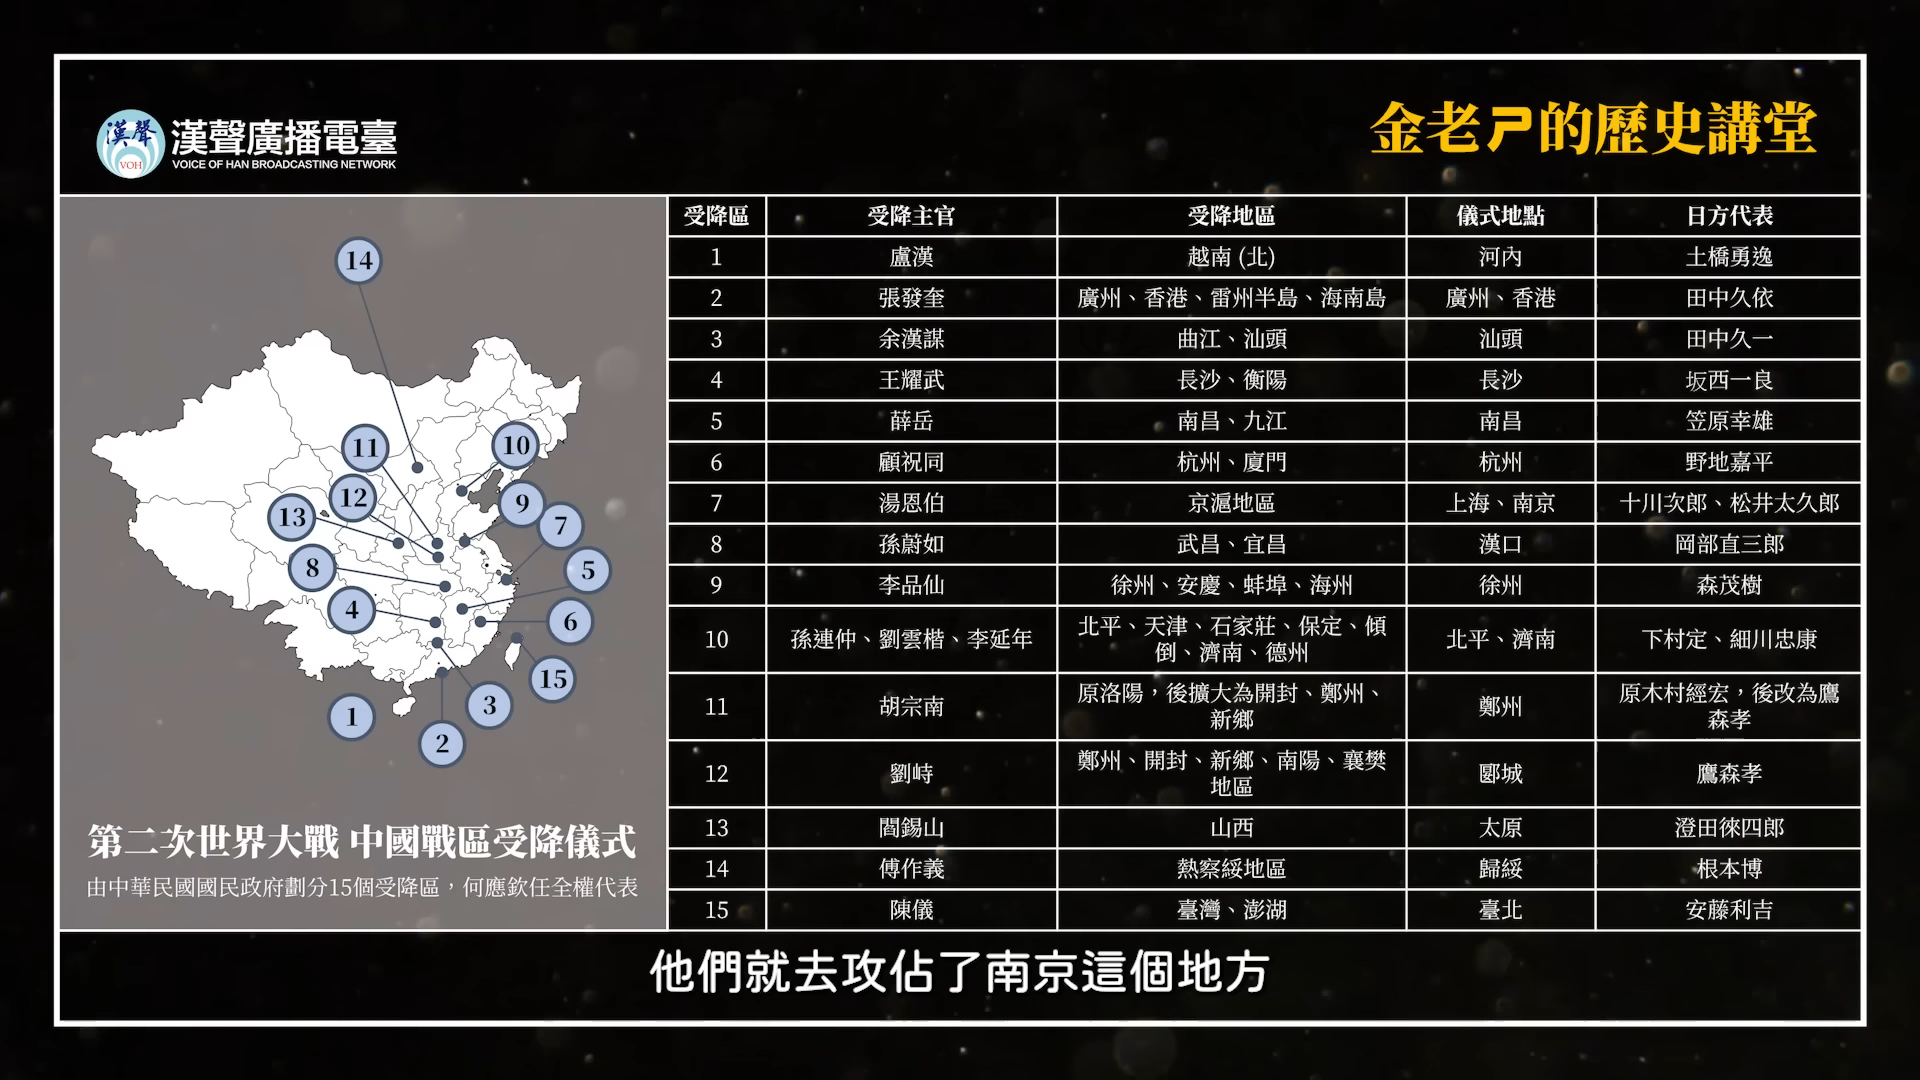 漢聲
VOH
漢聲廣播電臺
VOICE OF HAN BROADCASTING NETWORK
金老ㄕ的歷史講堂
14
11
10
12
9
13
7
8
5
4
6
15
3
1
2
第二次世界大戰 中國戰區受降儀式
由中華民國國民政府劃分15個受降區，何應欽任全權代表
受降區 受降主官 受降地區 儀式地點 日方代表
1 盧漢 越南 (北) 河內 土橋勇逸
2 張發奎 廣州、香港、雷州半島、海南島 廣州、香港 田中久依
3 余漢謀 曲江、汕頭 汕頭 田中久一
4 王耀武 長沙、衡陽 長沙 坂西一良
5 薛岳 南昌、九江 南昌 笠原幸雄
6 顧祝同 杭州、廈門 杭州 野地嘉平
7 湯恩伯 京滬地區 上海、南京 十川次郎、松井太久郎
8 孫蔚如 武昌、宜昌 漢口 岡部直三郎
9 李品仙 徐州、安慶、蚌埠、海州 徐州 森茂樹
10 孫連仲、劉雲楷、李延年 北平、天津、石家莊、保定、傾
倒、濟南、德州 北平、濟南 下村定、細川忠康
11 胡宗南 原洛陽，後擴大為開封、鄭州、
新鄉 鄭州 原木村經宏，後改為鷹
森孝
12 劉峙 鄭州、開封、新鄉、南陽、襄樊
地區 郾城 鷹森孝
13 閻錫山 山西 太原 澄田徠四郎
14 傅作義 熱察綏地區 歸綏 根本博
15 陳儀 臺灣、澎湖 臺北 安藤利吉
他們就去攻佔了南京這個地方